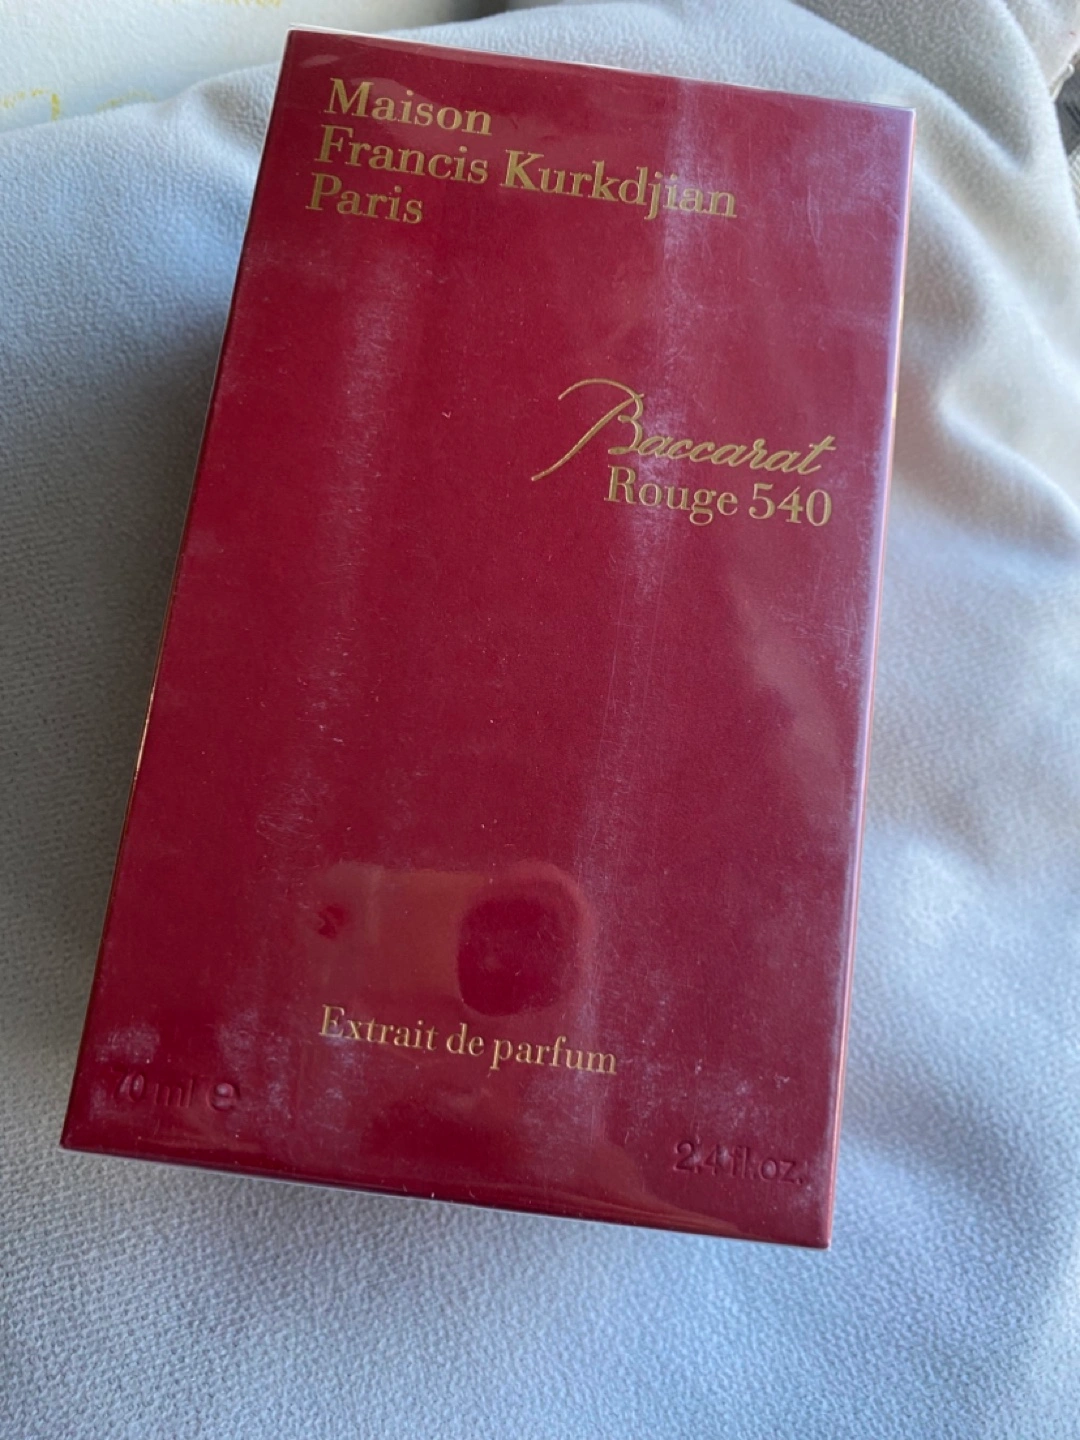 Maison
Francis Kurkdjian
Paris
Baccarat
Rouge 540
Extrait de parfum
70 ml e
2.4 fl.oz.